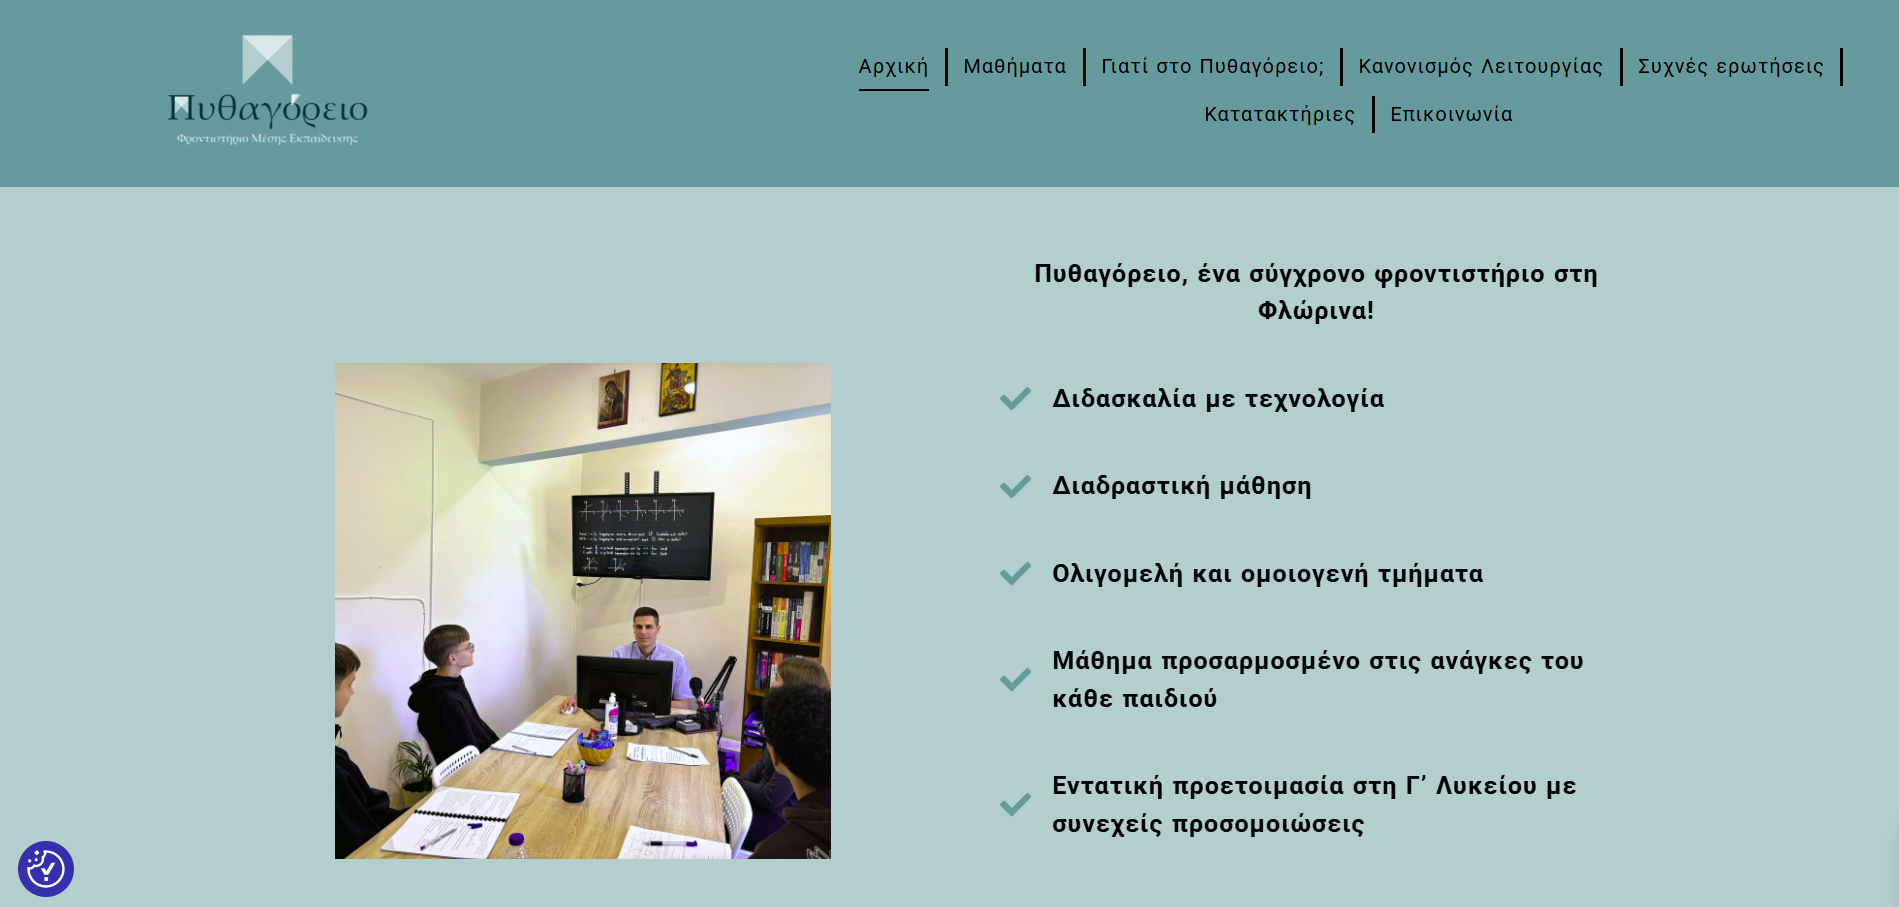 Πυθαγόρειο
Φροντιστήριο Μέσης Εκπαίδευσης
Αρχική
Μαθήματα
Γιατί στο Πυθαγόρειο;
Κανονισμός Λειτουργίας
Συχνές ερωτήσεις
Κατατακτήριες
Επικοινωνία
Πυθαγόρειο, ένα σύγχρονο φροντιστήριο στη
Φλώρινα!
Διδασκαλία με τεχνολογία
Διαδραστική μάθηση
Ολιγομελή και ομοιογενή τμήματα
Μάθημα προσαρμοσμένο στις ανάγκες του
κάθε παιδιού
Εντατική προετοιμασία στη Γ’ Λυκείου με
συνεχείς προσομοιώσεις